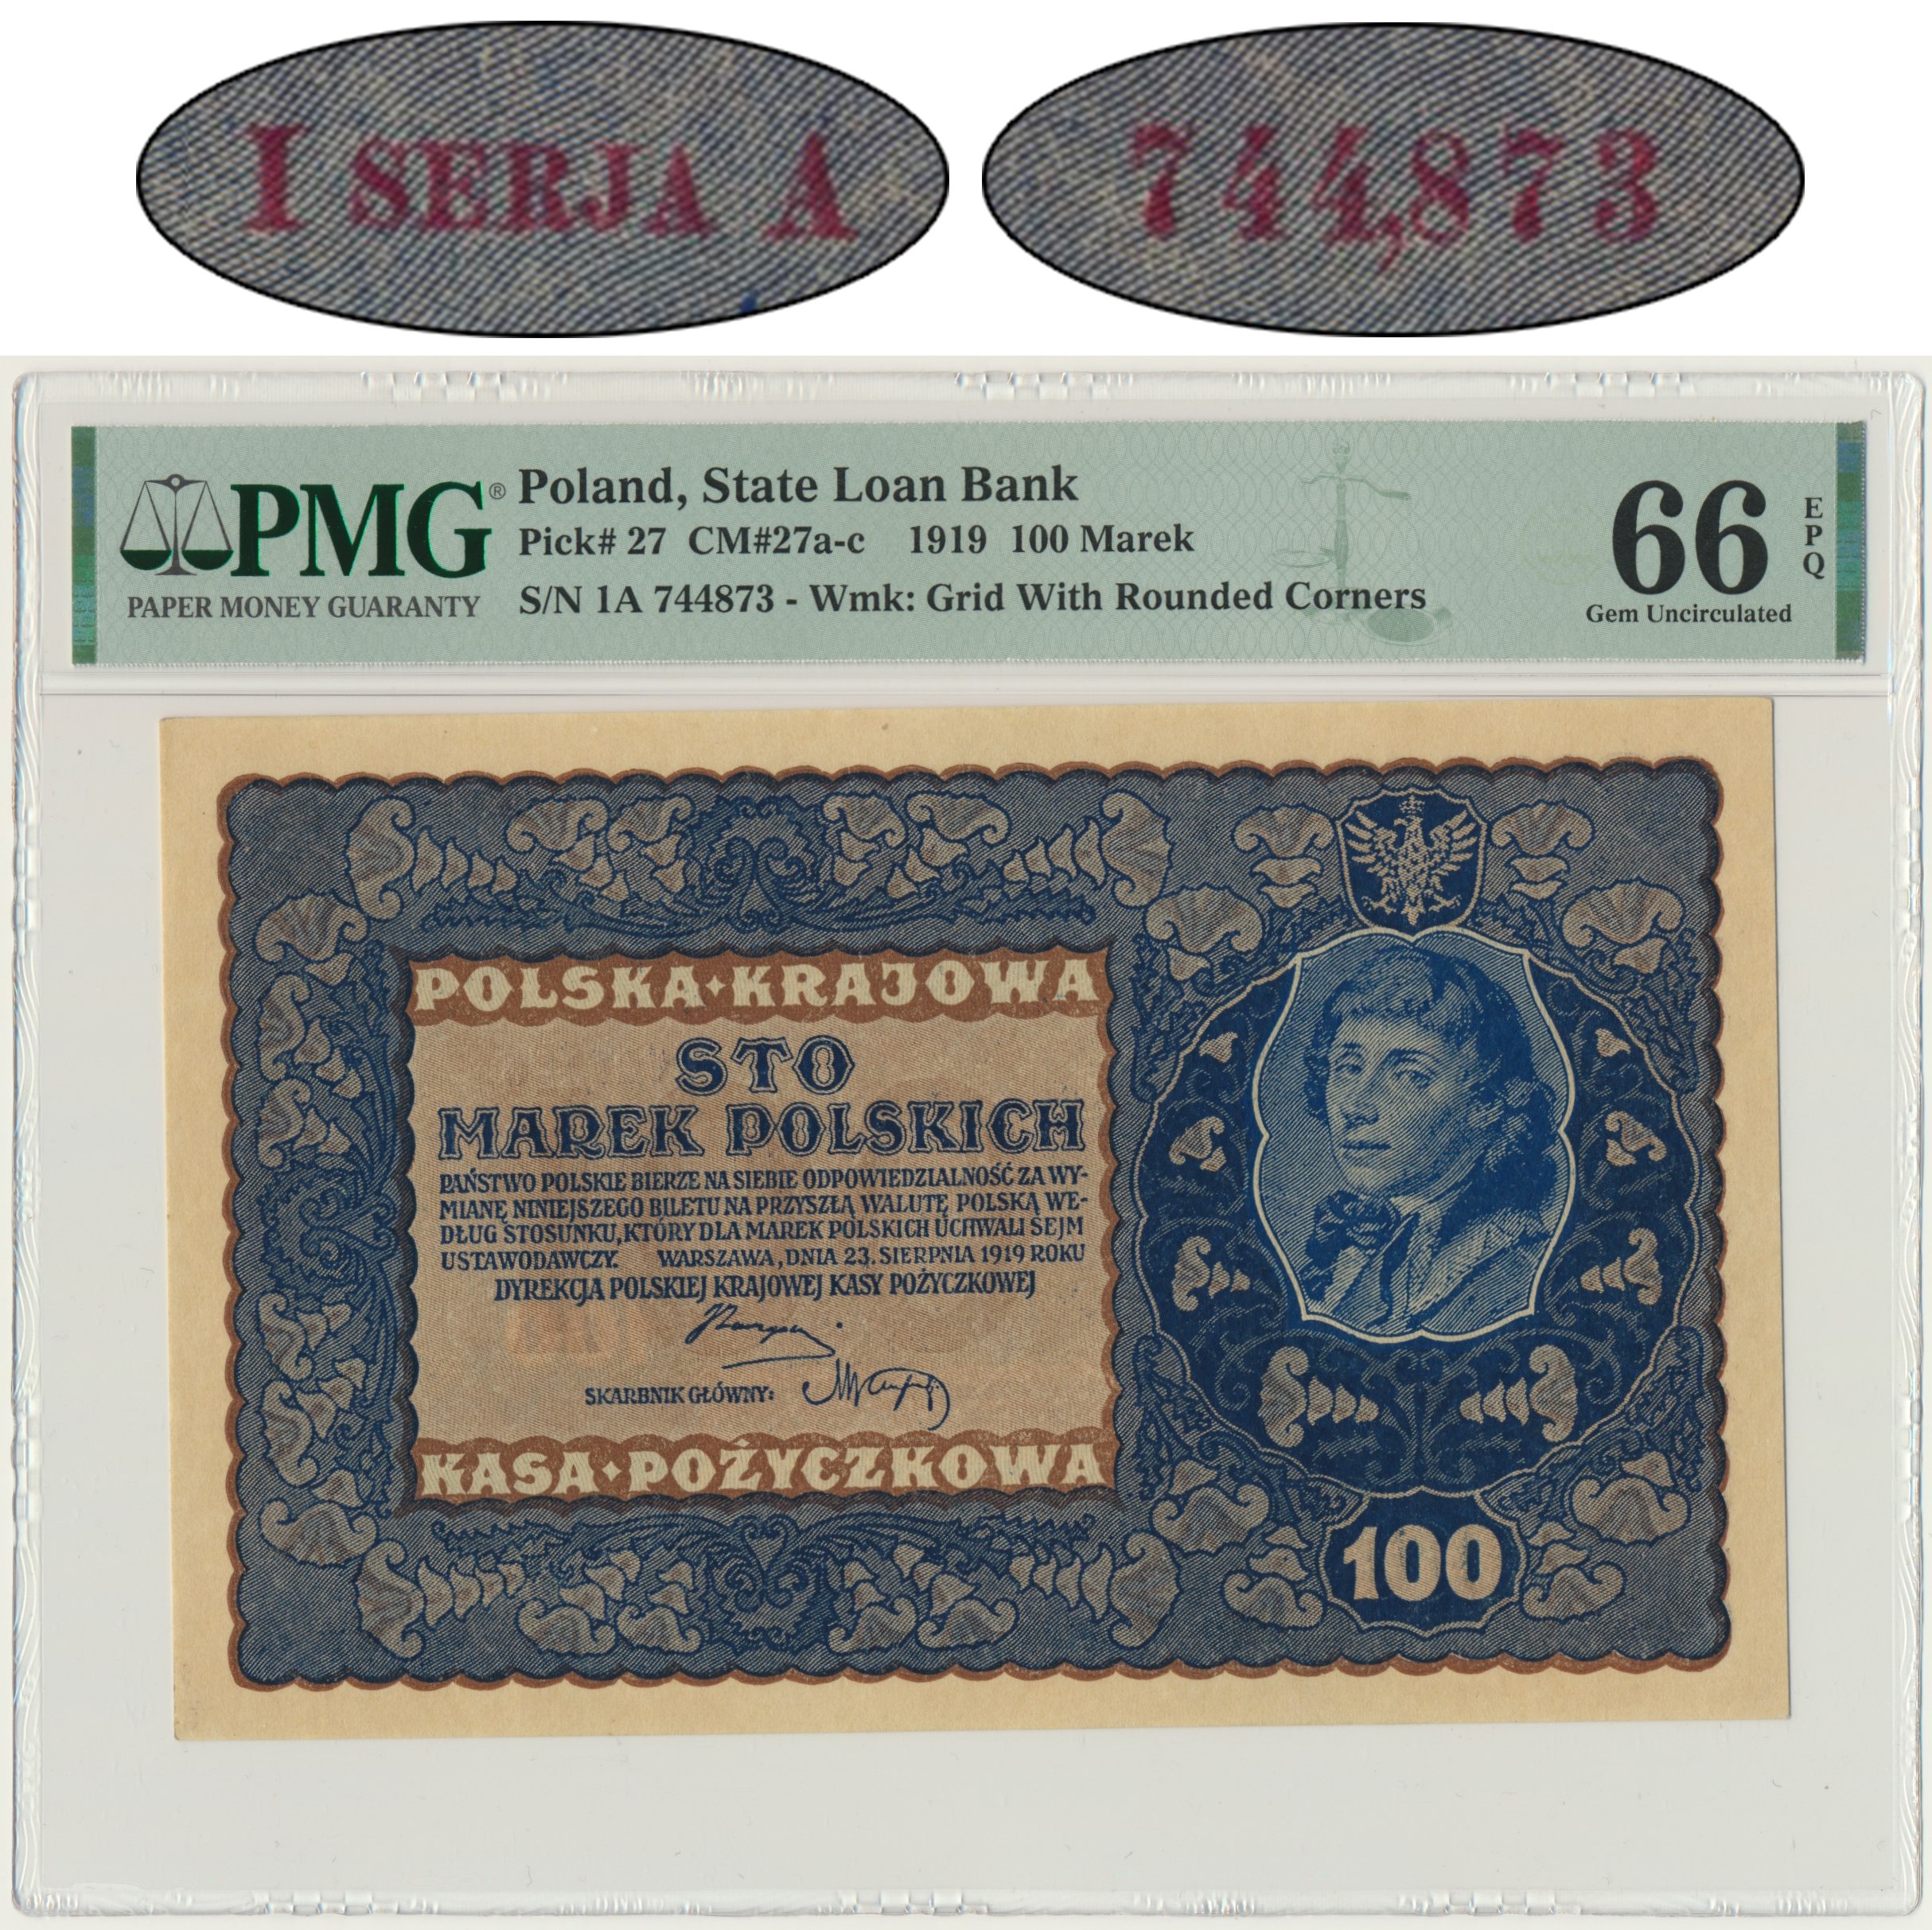 I SERJA A
744,873
PMG®
PAPER MONEY GUARANTY
Poland, State Loan Bank
Pick# 27 CM#27a-c 1919 100 Marek
S/N 1A 744873 - Wmk: Grid With Rounded Corners
66
EPQ
Gem Uncirculated
POLSKA KRAJOWA
STO
MAREK POLSKICH
PAŃSTWO POLSKIE BIERZE NA SIEBIE ODPOWIEDZIALNOŚĆ ZA WY-
MIANĘ NINIEJSZEGO BILETU NA PRZYSZŁĄ WALUTĘ POLSKĄ WE-
DŁUG STOSUNKU, KTÓRY DLA MAREK POLSKICH UCHWALI SEJM
USTAWODAWCZY. WARSZAWA, DNIA 23. SIERPNIA 1919 ROKU
DYREKCJA POLSKIEJ KRAJOWEJ KASY POŻYCZKOWEJ
SKARBNIK GŁÓWNY:
KASA POŻYCZKOWA
100